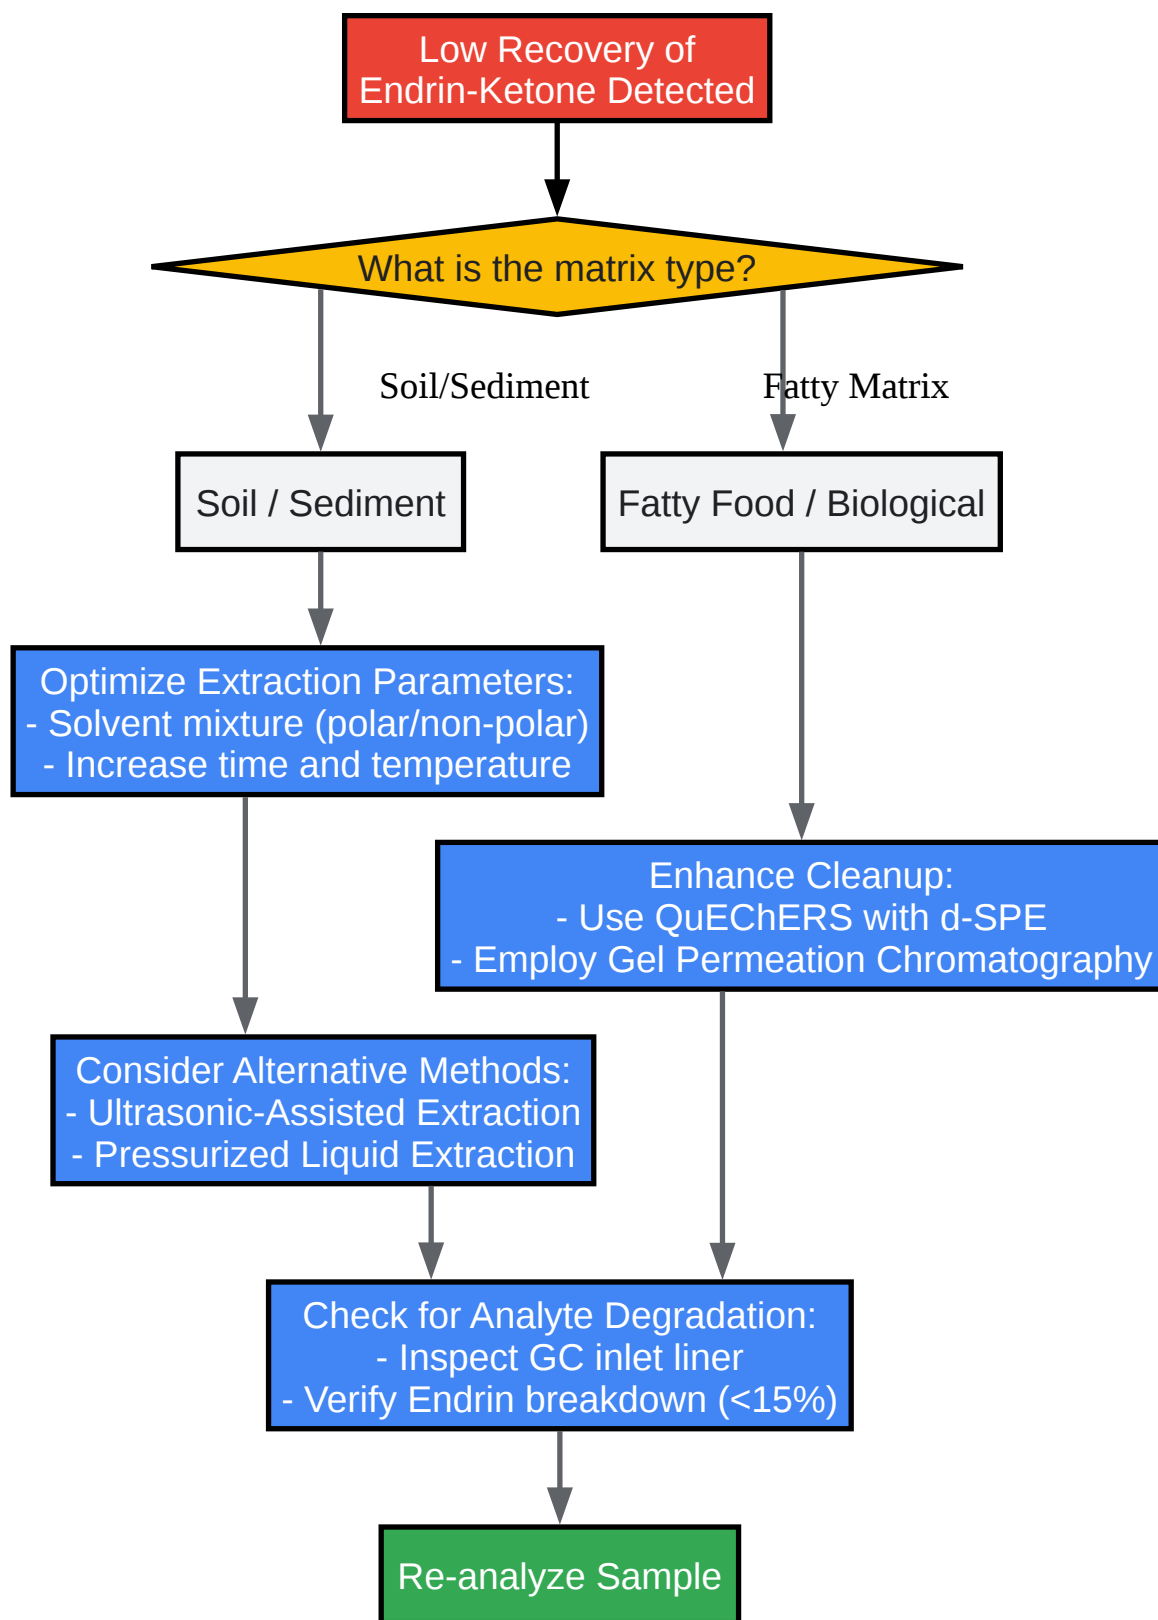 Low Recovery of
Endrin-Ketone Detected
What is the matrix type?
Soil/Sediment
Fatty Matrix
Soil / Sediment
Fatty Food / Biological
Optimize Extraction Parameters:
- Solvent mixture (polar/non-polar)
- Increase time and temperature
Enhance Cleanup:
- Use QuEChERS with d-SPE
- Employ Gel Permeation Chromatography
Consider Alternative Methods:
- Ultrasonic-Assisted Extraction
- Pressurized Liquid Extraction
Check for Analyte Degradation:
- Inspect GC inlet liner
- Verify Endrin breakdown (<15%)
Re-analyze Sample